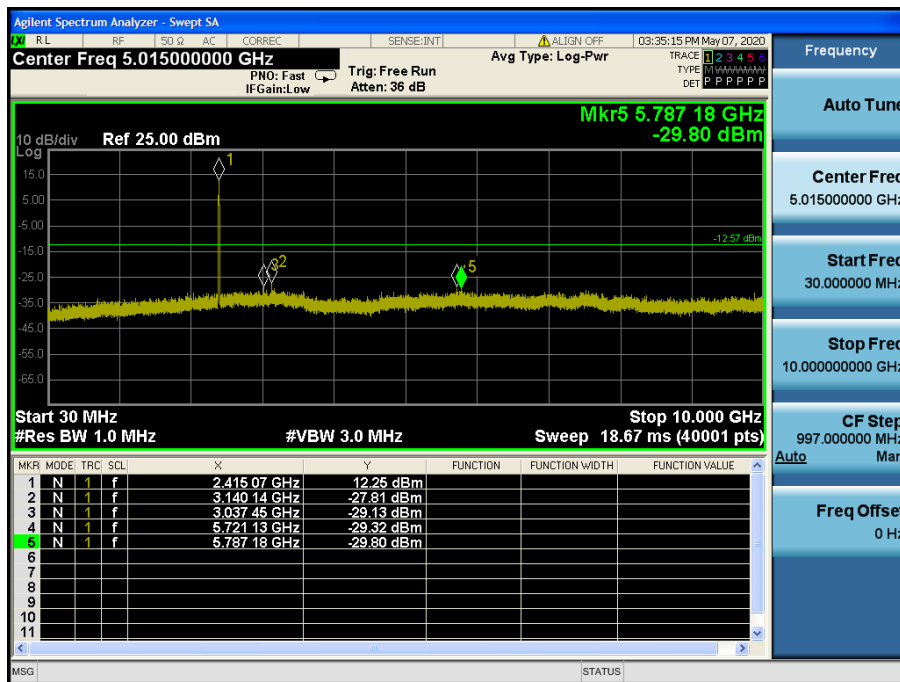 Agilent Spectrum Analyzer - Swept SA
LXI RL RF 50 Ω AC CORREC SENSE:INT ALIGN OFF 03:35:15 PM May 07, 2020
Center Freq 5.015000000 GHz
PNO: Fast
IFGain:Low
Trig: Free Run
Atten: 36 dB
Avg Type: Log-Pwr
TRACE 1 2 3 4 5 6
TYPE M
DET P P P P P P
Mkr5 5.787 18 GHz
-29.80 dBm
10 dB/div Ref 25.00 dBm
Log
1
15.0
5.00
-5.00
-12.57 dBm
-15.0
3 2 5
-25.0
-35.0
-45.0
-55.0
-65.0
Start 30 MHz Stop 10.000 GHz
#Res BW 1.0 MHz #VBW 3.0 MHz Sweep 18.67 ms (40001 pts)
MKR MODE TRC SCL X Y FUNCTION FUNCTION WIDTH FUNCTION VALUE
1 N 1 f 2.415 07 GHz 12.25 dBm
2 N 1 f 3.140 14 GHz -27.81 dBm
3 N 1 f 3.037 45 GHz -29.13 dBm
4 N 1 f 5.721 13 GHz -29.32 dBm
5 N 1 f 5.787 18 GHz -29.80 dBm
6
7
8
9
10
11
MSG STATUS
Frequency
Auto Tune
Center Freq
5.015000000 GHz
Start Freq
30.000000 MHz
Stop Freq
10.000000000 GHz
CF Step
997.000000 MHz
Auto Man
Freq Offset
0 Hz